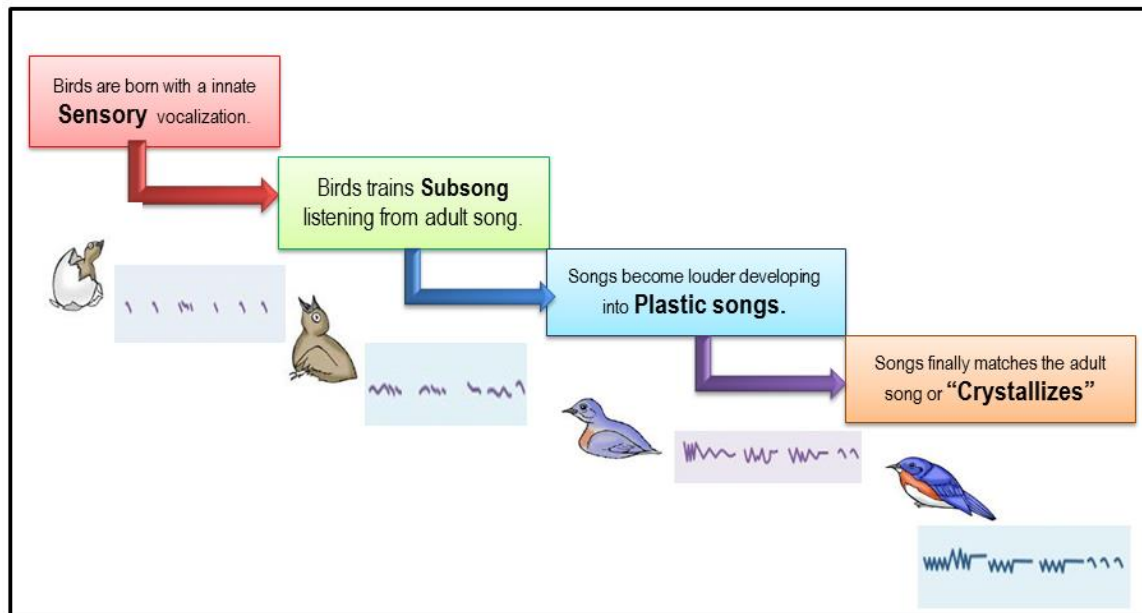 Birds are born with a innate
Sensory vocalization.
Birds trains Subsong
listening from adult song.
Songs become louder developing
into Plastic songs.
Songs finally matches the adult
song or “Crystallizes”